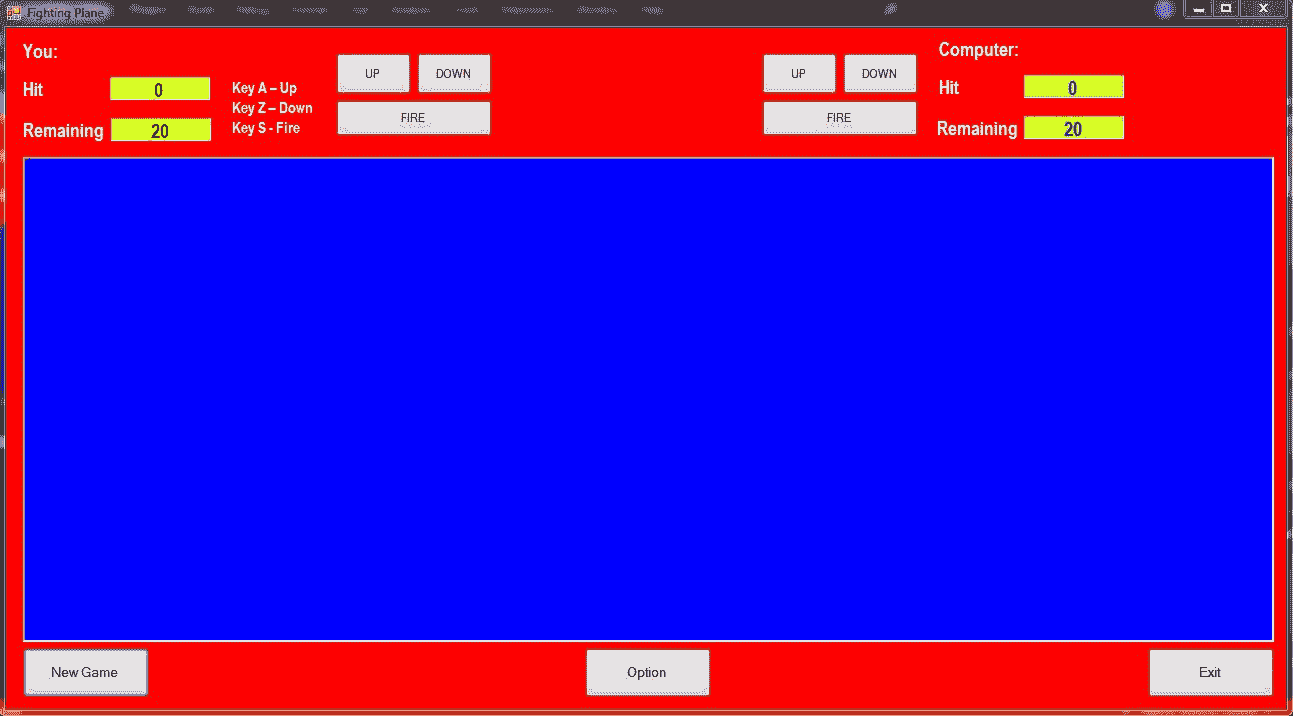 Fighting Plane
You:
Hit 0
Remaining 20
Key A – Up
Key Z – Down
Key S - Fire
UP DOWN
FIRE
UP DOWN
FIRE
Computer:
Hit 0
Remaining 20
New Game Option Exit